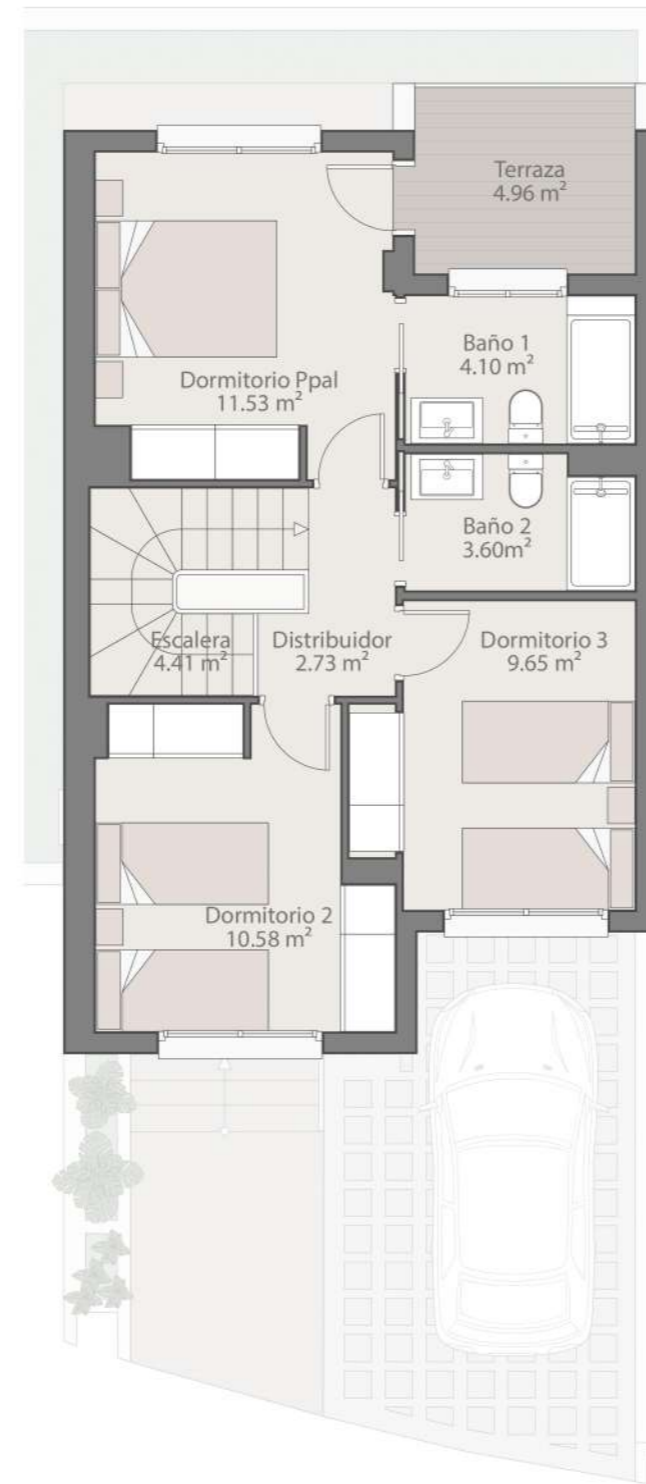 Terraza
4.96 m²
Baño 1
4.10 m²
Dormitorio Ppal
11.53 m²
Baño 2
3.60m²
Escalera
4.41 m²
Distribuidor
2.73 m²
Dormitorio 3
9.65 m²
Dormitorio 2
10.58 m²